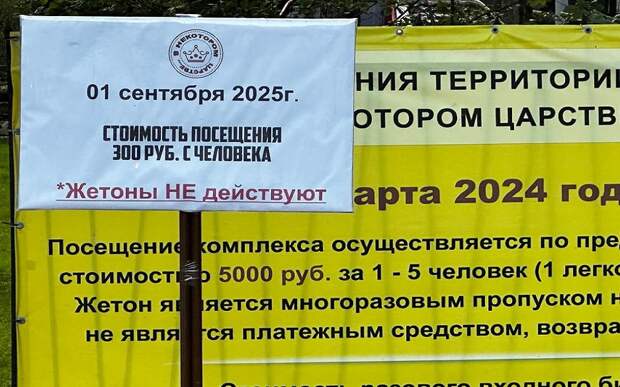 В НЕКОТОРОМ
ЦАРСТВЕ...
01 сентября 2025г.
СТОИМОСТЬ ПОСЕЩЕНИЯ
300 РУБ. С ЧЕЛОВЕКА
*Жетоны НЕ действуют
НИЯ ТЕРРИТОРИ
ОТОРОМ ЦАРСТВ
арта 2024 год
Посещение комплекса осуществляется по пре
стоимостью 5000 руб. за 1 - 5 человек (1 легко
Жетон является многоразовым пропуском н
не является платежным средством, возвра